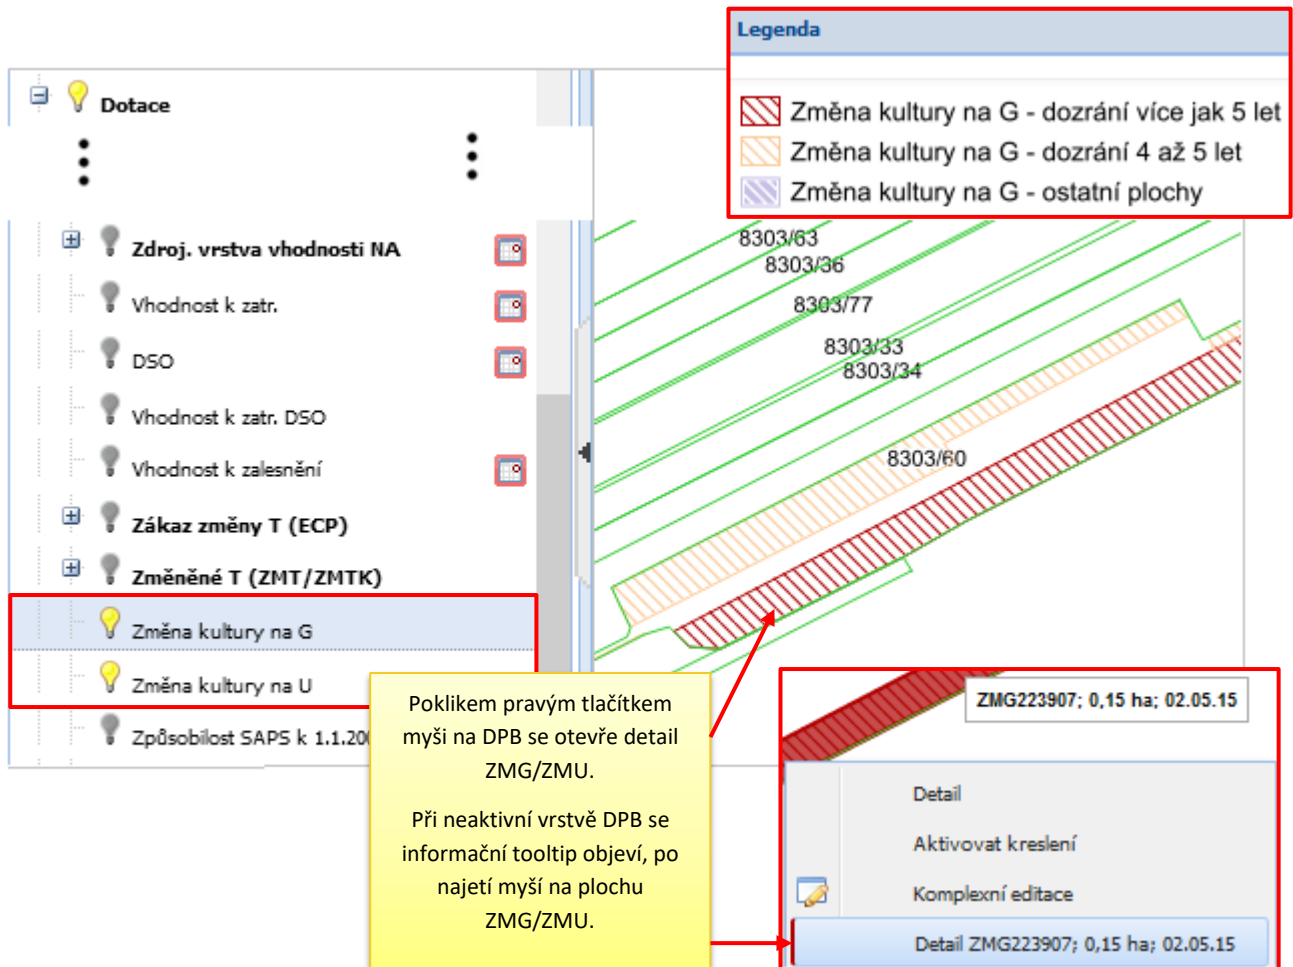 Legenda
Změna kultury na G - dozrání více jak 5 let
Změna kultury na G - dozrání 4 až 5 let
Změna kultury na G - ostatní plochy
Dotace
Zdroj. vrstva vhodnosti NA
Vhodnost k zatr.
DSO
Vhodnost k zatr. DSO
Vhodnost k zalesnění
Zákaz změny T (ECP)
Změněné T (ZMT/ZMTK)
Změna kultury na G
Změna kultury na U
Způsobilost SAPS k 1.1.20
8303/63
8303/36
8303/77
8303/33
8303/34
8303/60
Poklikem pravým tlačítkem
myši na DPB se otevře detail
ZMG/ZMU.
Při neaktivní vrstvě DPB se
informační tooltip objeví, po
najetí myší na plochu
ZMG/ZMU.
ZMG223907; 0,15 ha; 02.05.15
Detail
Aktivovat kreslení
Komplexní editace
Detail ZMG223907; 0,15 ha; 02.05.15